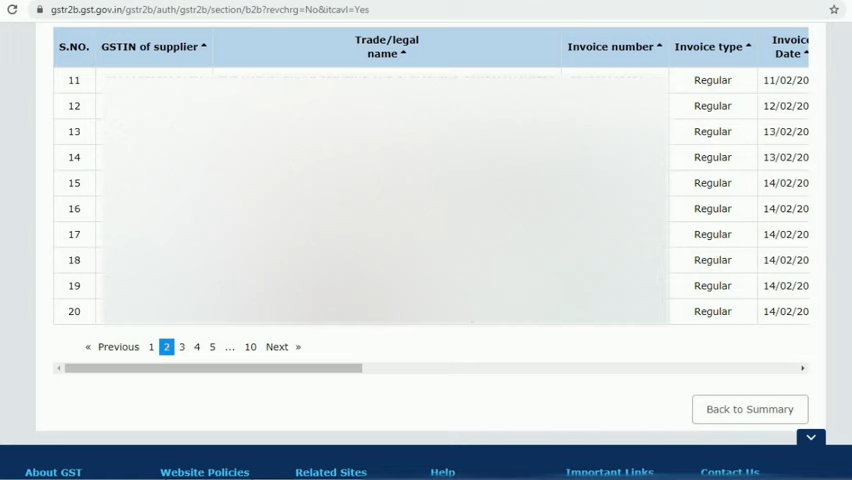 gstr2b.gst.gov.in/gstr2b/auth/gstr2b/section/b2b?revchrg=No&itcavl=Yes
S.NO. GSTIN of supplier Trade/legal name Invoice number Invoice type Invoice Date
11 Regular 11/02/20
12 Regular 12/02/20
13 Regular 13/02/20
14 Regular 13/02/20
15 Regular 14/02/20
16 Regular 14/02/20
17 Regular 14/02/20
18 Regular 14/02/20
19 Regular 14/02/20
20 Regular 14/02/20
« Previous 1 2 3 4 5 ... 10 Next »
Back to Summary
About GST Website Policies Related Sites Help Important Links Contact Us